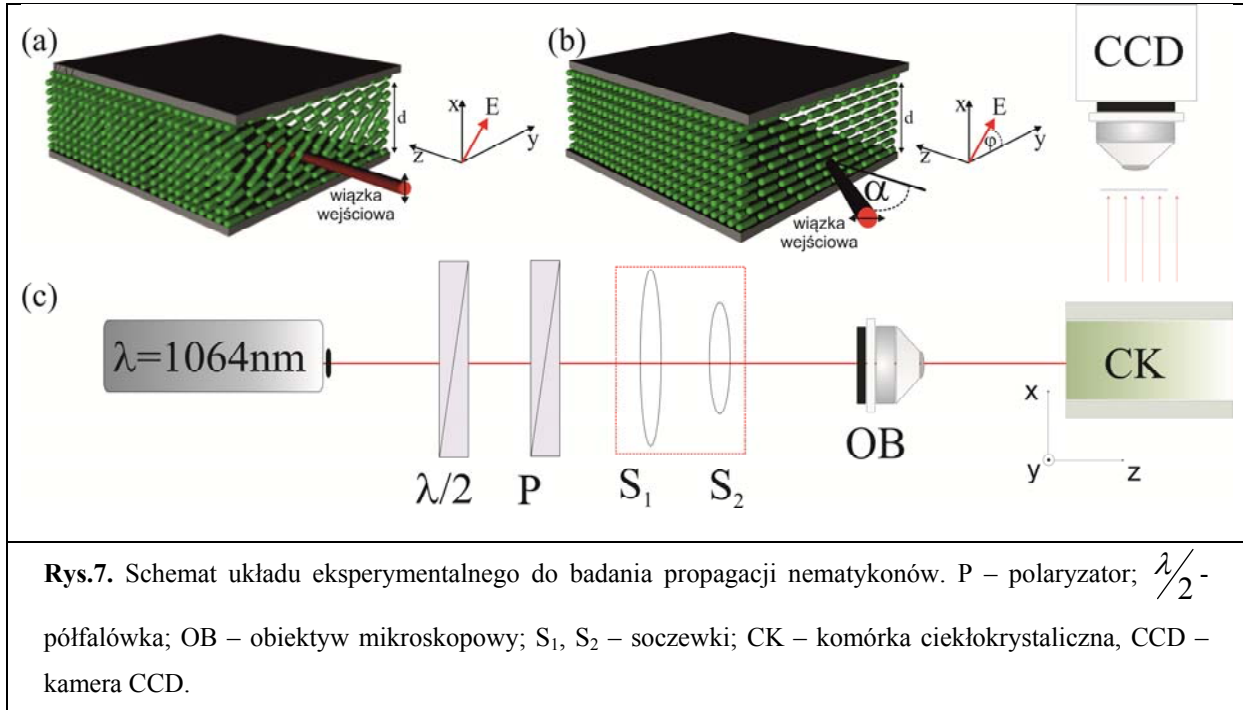 (a)
x
E
d
z
y
wiązka
wejściowa
(b)
x
E
φ
d
z
y
α
wiązka
wejściowa
CCD
(c)
λ=1064nm
λ/2
P
S₁
S₂
OB
CK
x
y
z
Rys.7. Schemat układu eksperymentalnego do badania propagacji nematykonów. P – polaryzator; λ/2 -
półfalówka; OB – obiektyw mikroskopowy; S₁, S₂ – soczewki; CK – komórka ciekłokrystaliczna, CCD –
kamera CCD.